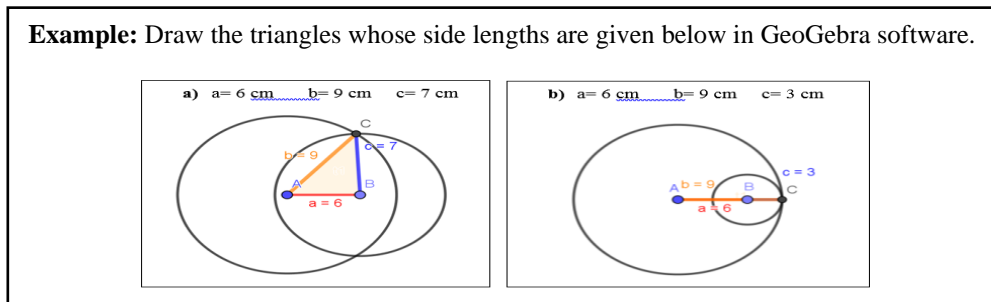 Example: Draw the triangles whose side lengths are given below in GeoGebra software.
a) a= 6 cm b= 9 cm c= 7 cm
C
b = 9
c = 7
A
B
a = 6
b) a= 6 cm b= 9 cm c= 3 cm
c = 3
A
b = 9
B
C
a = 6